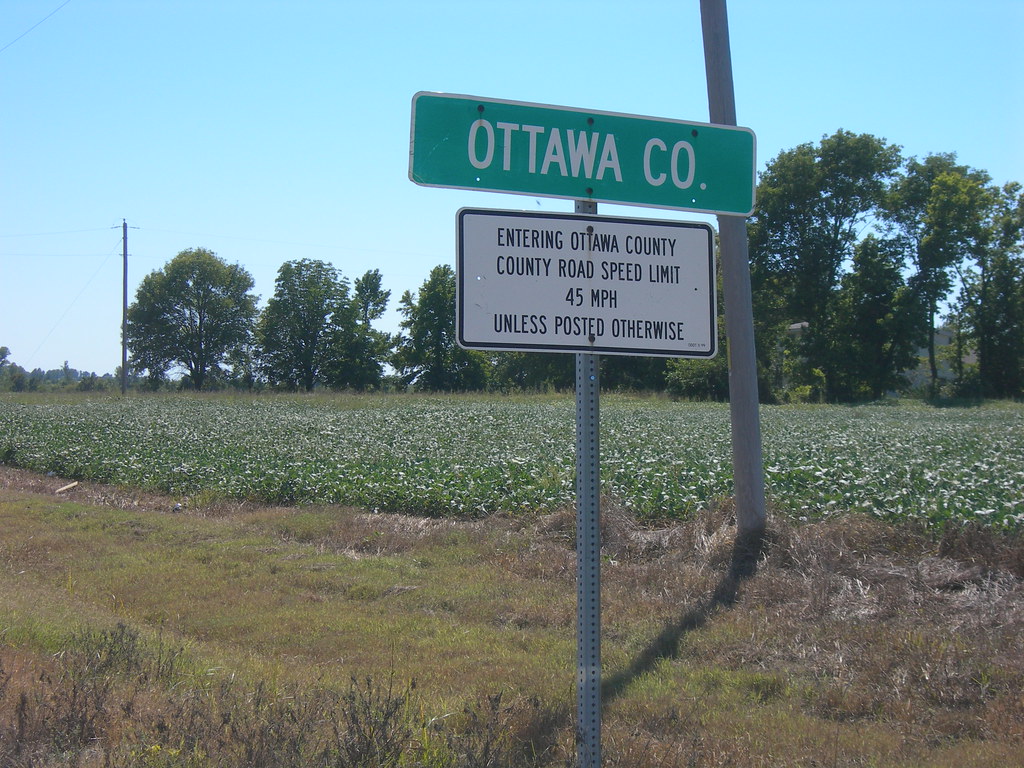 OTTAWA CO.
ENTERING OTTAWA COUNTY
COUNTY ROAD SPEED LIMIT
45 MPH
UNLESS POSTED OTHERWISE